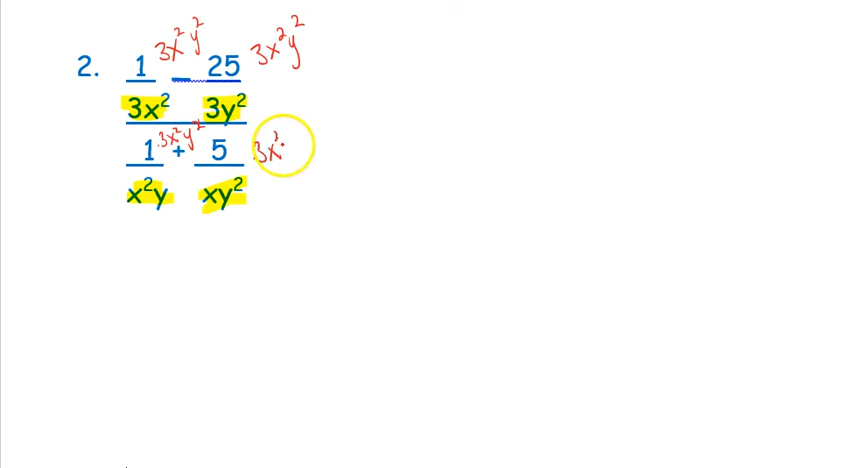 3x²y² 3x²y²
2. 1 – 25
3x² 3y²
3x²y² 3x²
1 + 5
x²y xy²